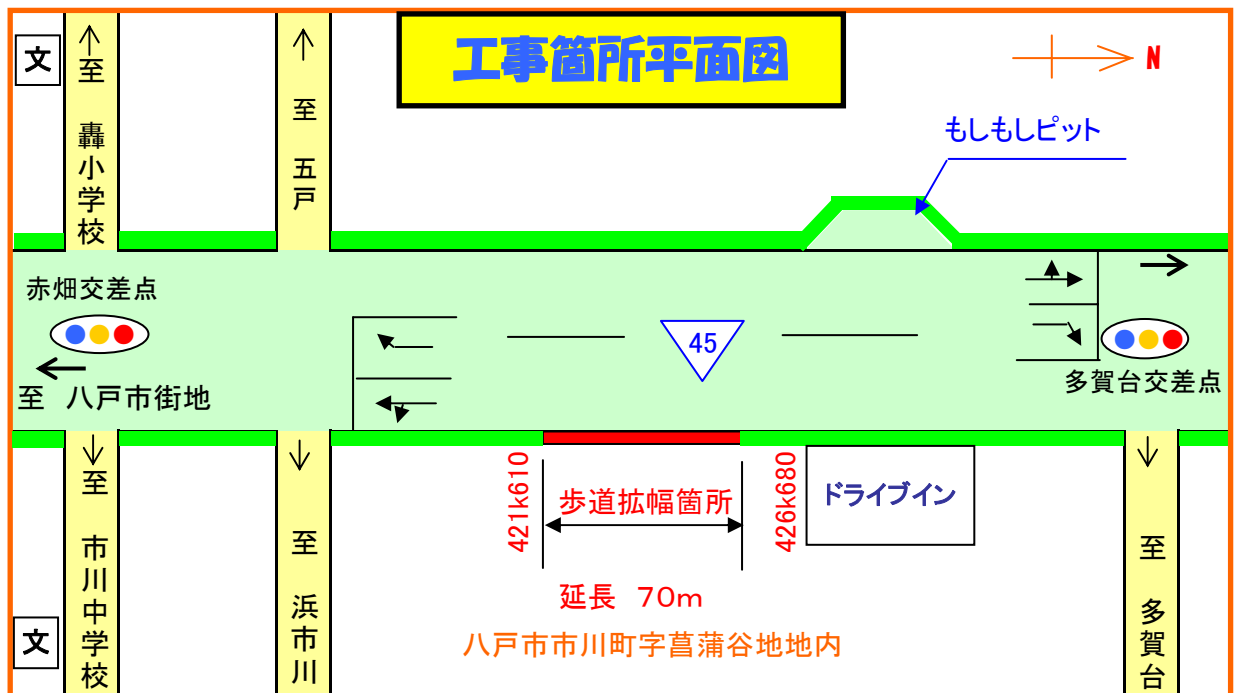 工事箇所平面図
N
文
至 轟小学校
至 五戸
もしもしピット
赤畑交差点
至 八戸市街地
45
多賀台交差点
421k610
歩道拡幅箇所
426k680
ドライブイン
延長 70m
八戸市市川町字菖蒲谷地地内
文
至 市川中学校
至 浜市川
至 多賀台